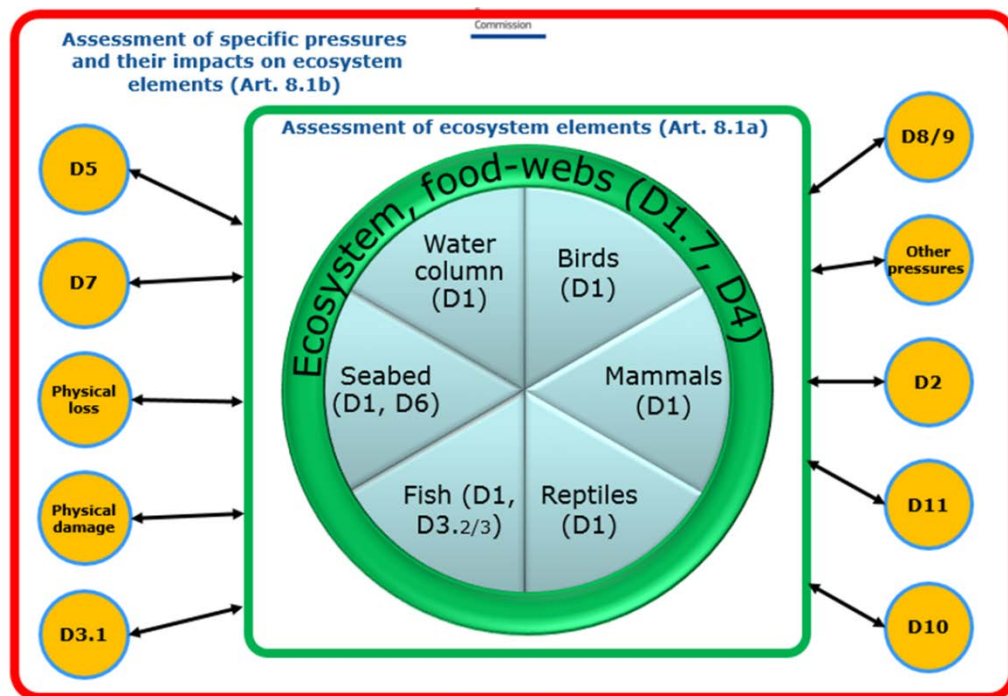 Commission
Assessment of specific pressures
and their impacts on ecosystem
elements (Art. 8.1b)
Assessment of ecosystem elements (Art. 8.1a)
Ecosystem, food-webs (D1.7, D4)
Water
column
(D1)
Birds
(D1)
Seabed
(D1, D6)
Mammals
(D1)
Fish (D1,
D3.2/3)
Reptiles
(D1)
D5
D7
Physical
loss
Physical
damage
D3.1
D8/9
Other
pressures
D2
D11
D10